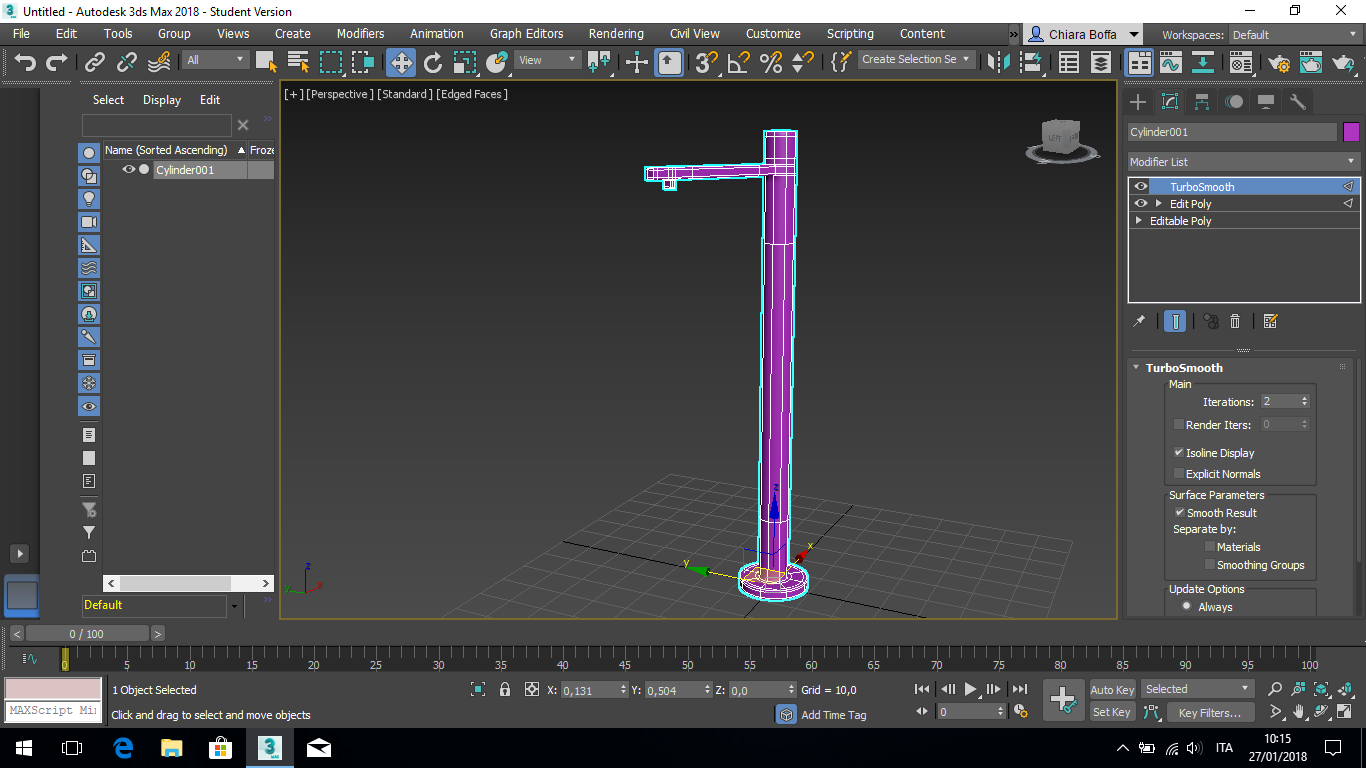 Untitled - Autodesk 3ds Max 2018 - Student Version
File Edit Tools Group Views Create Modifiers Animation Graph Editors Rendering Civil View Customize Scripting Content » Chiara Boffa Workspaces: Default
All View Create Selection Se
Select Display Edit
[+] [Perspective ] [Standard ] [Edged Faces ]
LEFT
Cylinder001
Name (Sorted Ascending) ▲ Froze
Modifier List
Cylinder001
TurboSmooth
Edit Poly
Editable Poly
TurboSmooth
Main
Iterations: 2
Render Iters: 0
Isoline Display
Explicit Normals
Surface Parameters
Smooth Result
Separate by:
Materials
Smoothing Groups
Update Options
Always
z
x
y
z
x
y
Default
< 0 / 100 >
0 5 10 15 20 25 30 35 40 45 50 55 60 65 70 75 80 85 90 95 100
1 Object Selected X: 0,131 Y: 0,504 Z: 0,0 Grid = 10,0 Auto Key Selected
MAXScript Mi
Click and drag to select and move objects Add Time Tag 0 Set Key Key Filters...
3
MAX
ITA
10:15
27/01/2018